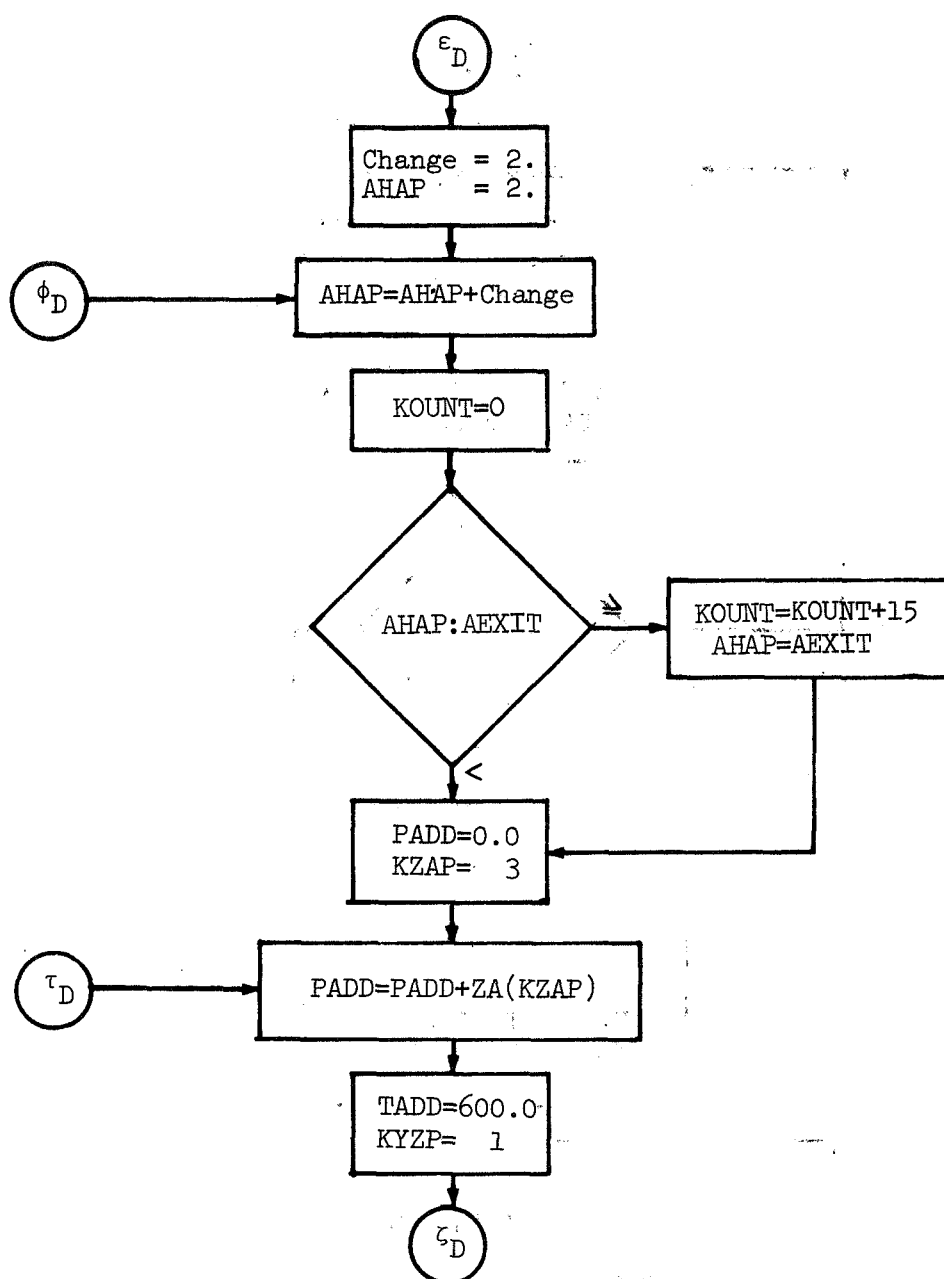 εD
Change = 2.
AHAP = 2.
ϕD
AHAP=AHAP+Change
KOUNT=0
AHAP:AEXIT
≥
KOUNT=KOUNT+15
AHAP=AEXIT
<
PADD=0.0
KZAP= 3
τD
PADD=PADD+ZA(KZAP)
TADD=600.0
KYZP= 1
ζD